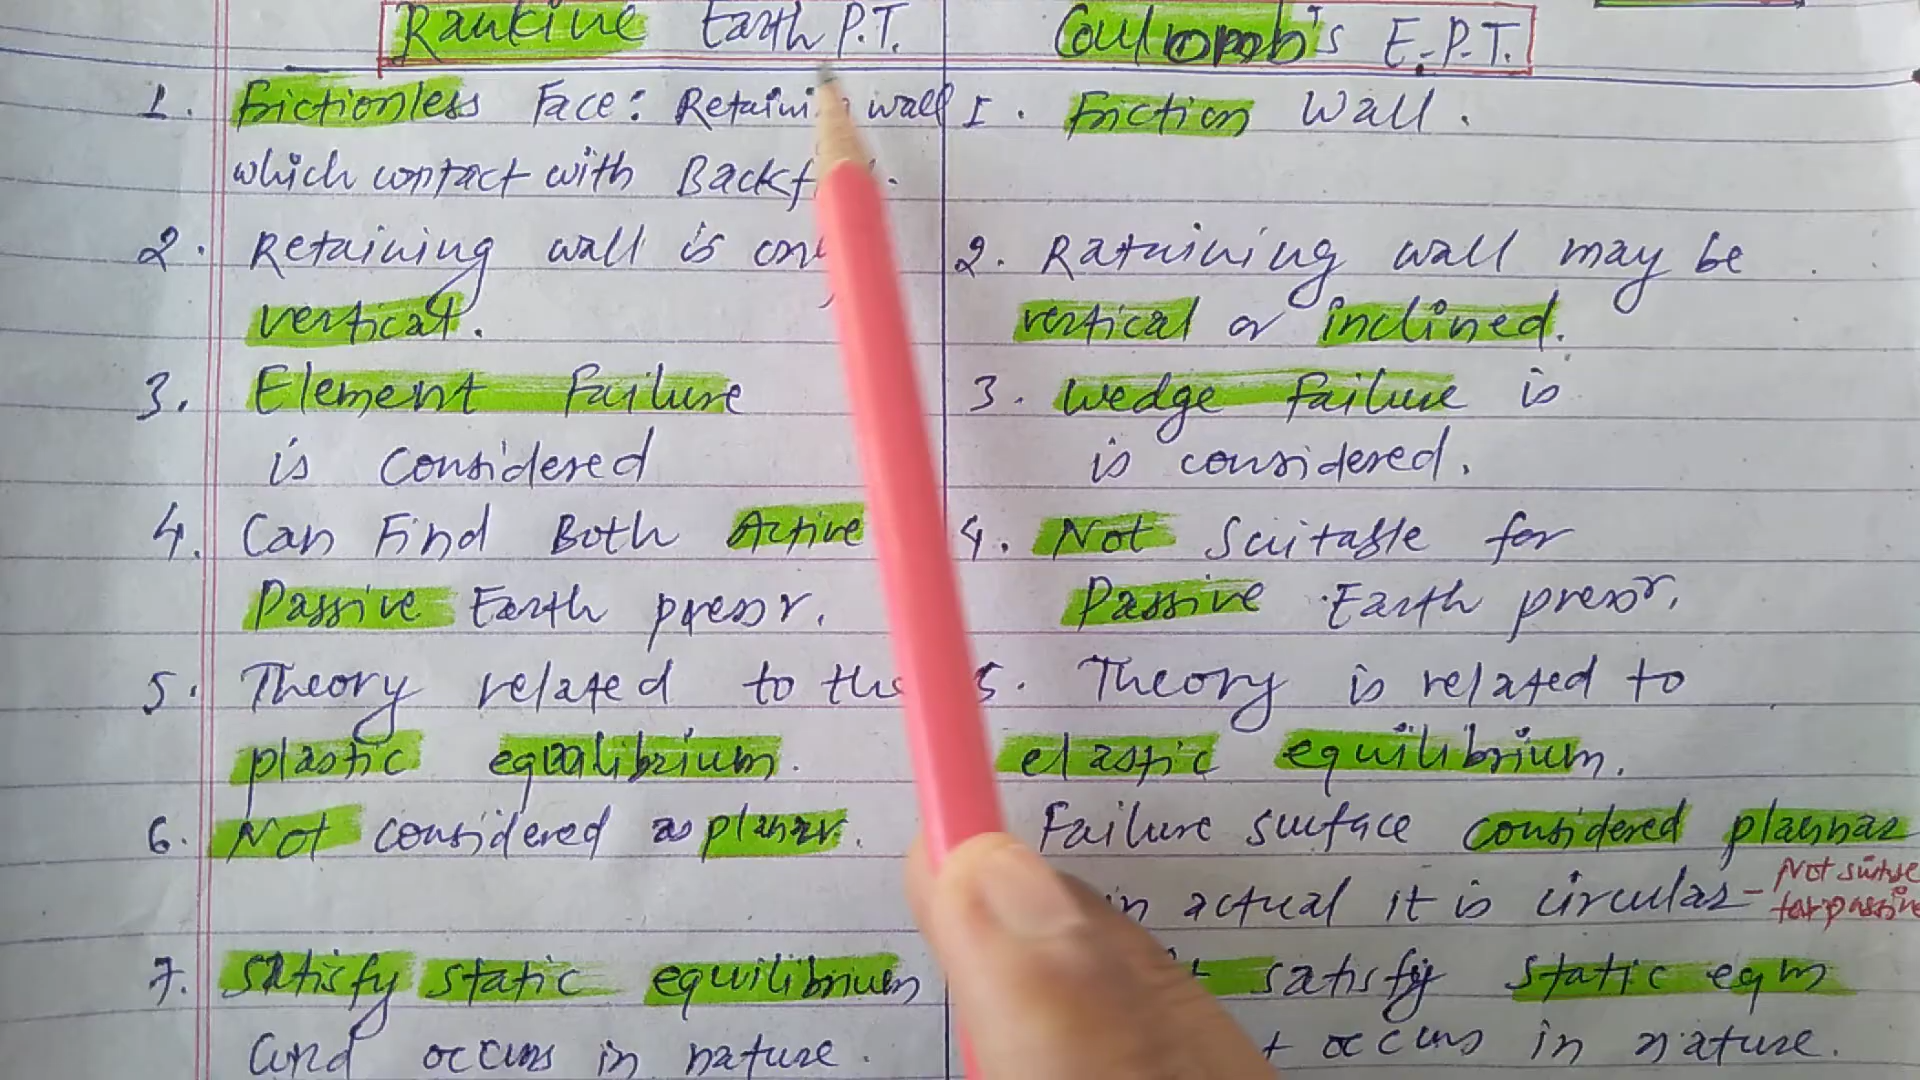 Rankine Earth P.T.
1. Frictionless Face: Retaini wall
which contact with Backf
2. Retaining wall is only
vertical.
3. Element Failure
is Considered
4. Can Find Both Active
Passive Earth presr.
5. Theory related to the
plastic equalibrium.
6. Not considered as planar.
7. Satisfy static equilibrium
and occurs in nature.
Coulomb's E.P.T.
1. Friction Wall.
2. Rataining wall may be
vertical or inclined.
3. Wedge failure is
is considered.
4. Not Suitable for
Passive Earth presr.
5. Theory is related to
elastic equilibrium.
Failure surface considered planar
in actual it is circular - Not
for passive
satisfy static eqm
occurs in nature.